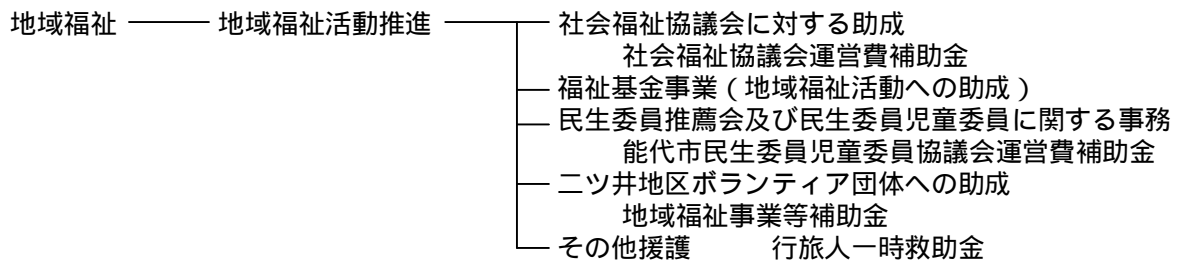 地域福祉 地域福祉活動推進 社会福祉協議会に対する助成
社会福祉協議会運営費補助金
福祉基金事業（地域福祉活動への助成）
民生委員推薦会及び民生委員児童委員に関する事務
能代市民生委員児童委員協議会運営費補助金
二ツ井地区ボランティア団体への助成
地域福祉事業等補助金
その他援護 行旅人一時救助金